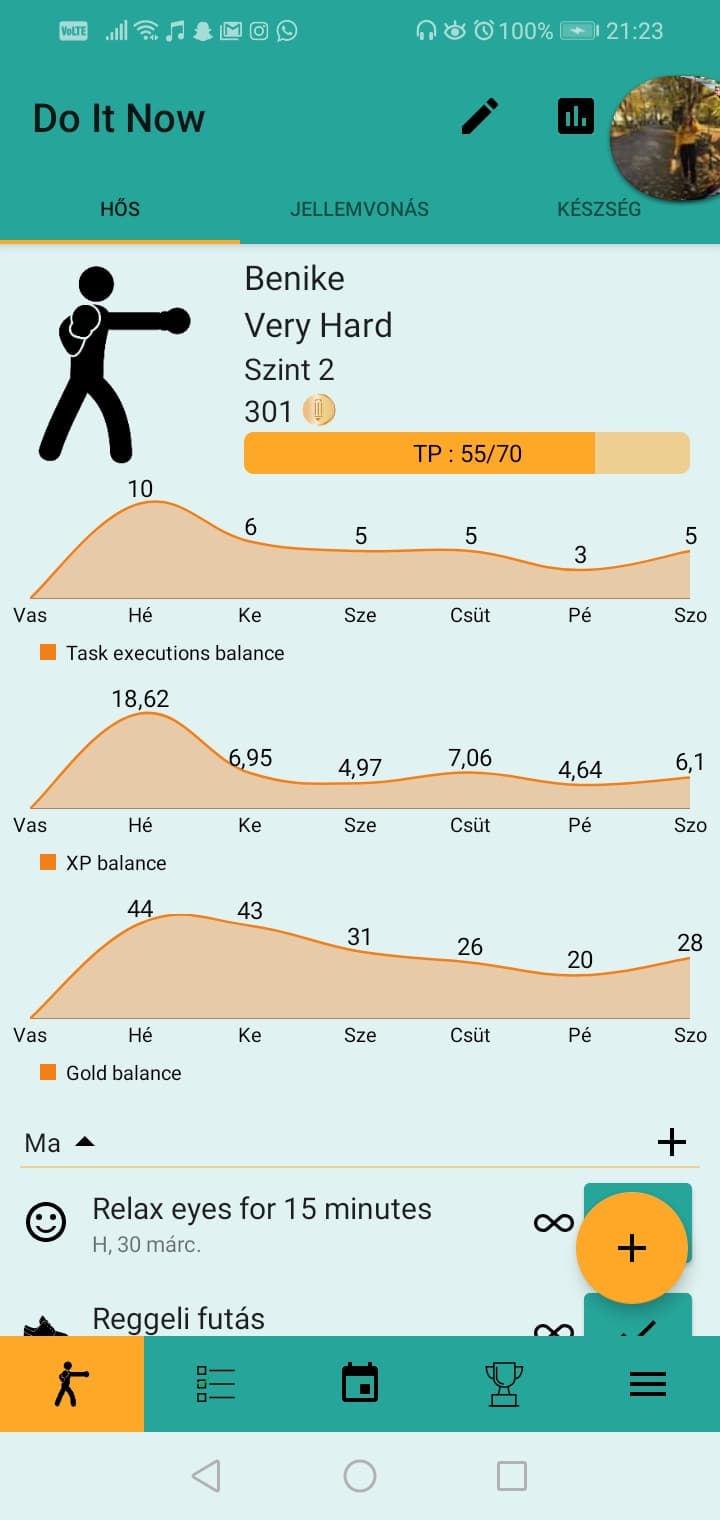 VoLTE 100% 21:23
Do It Now
HŐS JELLEMVONÁS KÉSZSÉG
Benike
Very Hard
Szint 2
301
TP : 55/70
10 6 5 5 3 5
Vas Hé Ke Sze Csüt Pé Szo
Task executions balance
18,62 6,95 4,97 7,06 4,64 6,1
Vas Hé Ke Sze Csüt Pé Szo
XP balance
44 43 31 26 20 28
Vas Hé Ke Sze Csüt Pé Szo
Gold balance
Ma
Relax eyes for 15 minutes
H, 30 márc.
Reggeli futás